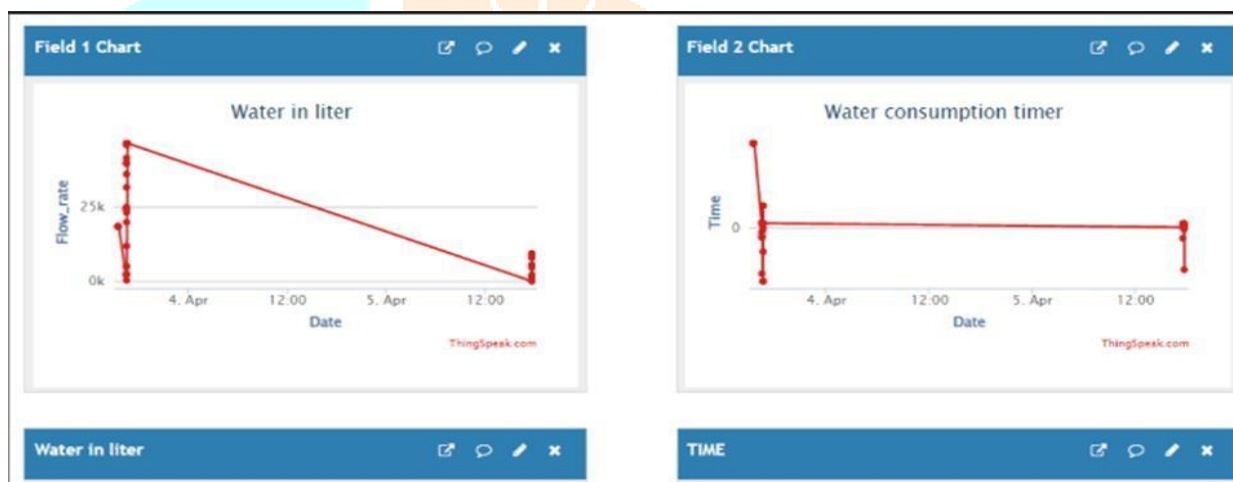 Field 1 Chart
Water in liter
Flow_rate
25k
0k
4. Apr
12:00
5. Apr
12:00
Date
ThingSpeak.com
Field 2 Chart
Water consumption timer
Time
0
4. Apr
12:00
5. Apr
12:00
Date
ThingSpeak.com
Water in liter
TIME